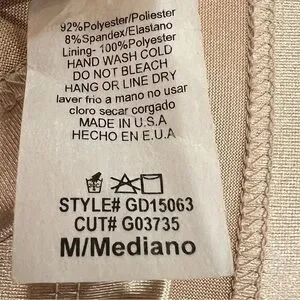 92%Polyester/Poliester
8%Spandex/Elastano
Lining- 100%Polyester
HAND WASH COLD
DO NOT BLEACH
HANG OR LINE DRY
laver frio a mano no usar
cloro secar corgado
MADE IN U.S.A
HECHO EN E.U.A
STYLE# GD15063
CUT# G03735
M/Mediano